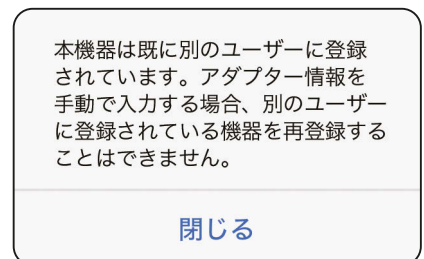 本機器は既に別のユーザーに登録
されています。アダプター情報を
手動で入力する場合、別のユーザー
に登録されている機器を再登録する
ことはできません。
閉じる